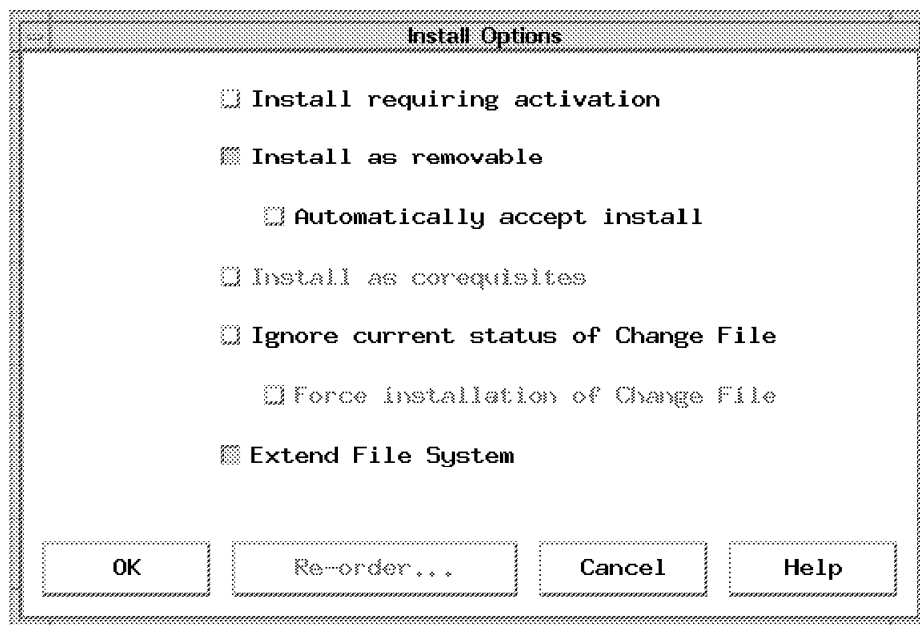 Install Options
Install requiring activation
Install as removable
Automatically accept install
Install as corequisites
Ignore current status of Change File
Force installation of Change File
Extend File System
OK
Re-order...
Cancel
Help